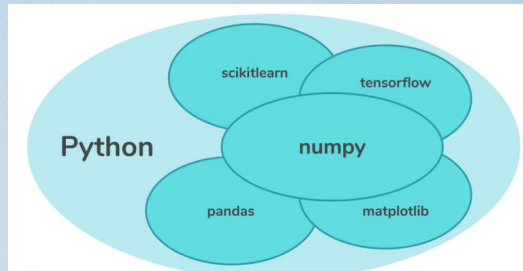 scikitlearn
tensorflow
Python
numpy
pandas
matplotlib